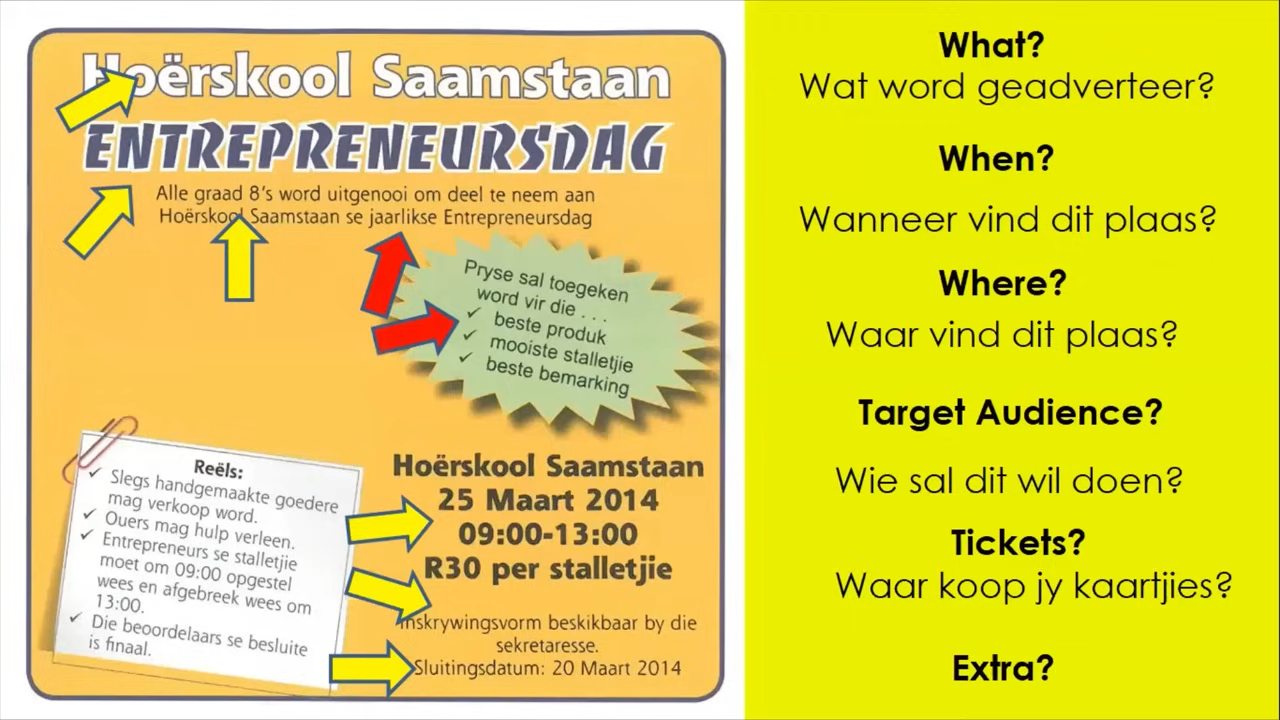 Hoërskool Saamstaan
ENTREPRENEURSDAG
Alle graad 8's word uitgenooi om deel te neem aan
Hoërskool Saamstaan se jaarlikse Entrepreneursdag
Pryse sal toegeken
word vir die . . .
✓ beste produk
✓ mooiste stalletjie
✓ beste bemarking
Reëls:
✓ Slegs handgemaakte goedere
mag verkoop word.
✓ Ouers mag hulp verleen.
✓ Entrepreneurs se stalletjie
moet om 09:00 opgestel
wees en afgebreek wees om
13:00.
✓ Die beoordelaars se besluite
is finaal.
Hoërskool Saamstaan
25 Maart 2014
09:00-13:00
R30 per stalletjie
Inskrywingsvorm beskikbaar by die
sekretaresse.
Sluitingsdatum: 20 Maart 2014
What?
Wat word geadverteer?
When?
Wanneer vind dit plaas?
Where?
Waar vind dit plaas?
Target Audience?
Wie sal dit wil doen?
Tickets?
Waar koop jy kaartjies?
Extra?